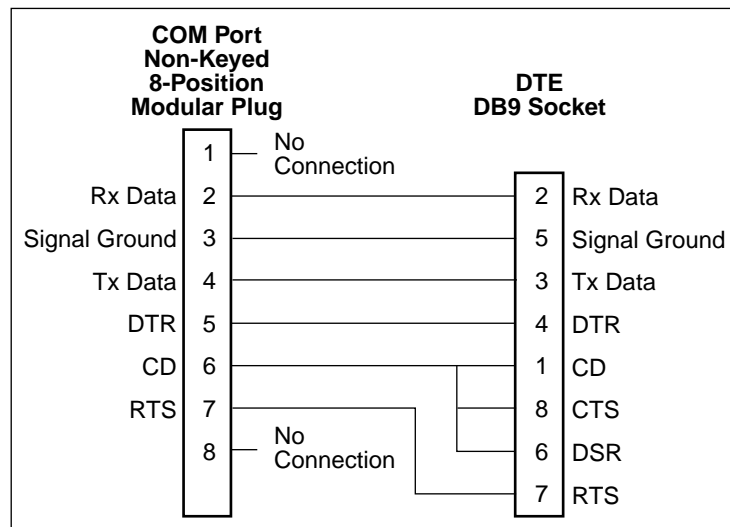 COM Port
Non-Keyed
8-Position
Modular Plug
DTE
DB9 Socket
1 No
Connection
Rx Data 2 2 Rx Data
Signal Ground 3 5 Signal Ground
Tx Data 4 3 Tx Data
DTR 5 4 DTR
CD 6 1 CD
RTS 7 8 CTS
8 No
Connection
6 DSR
7 RTS